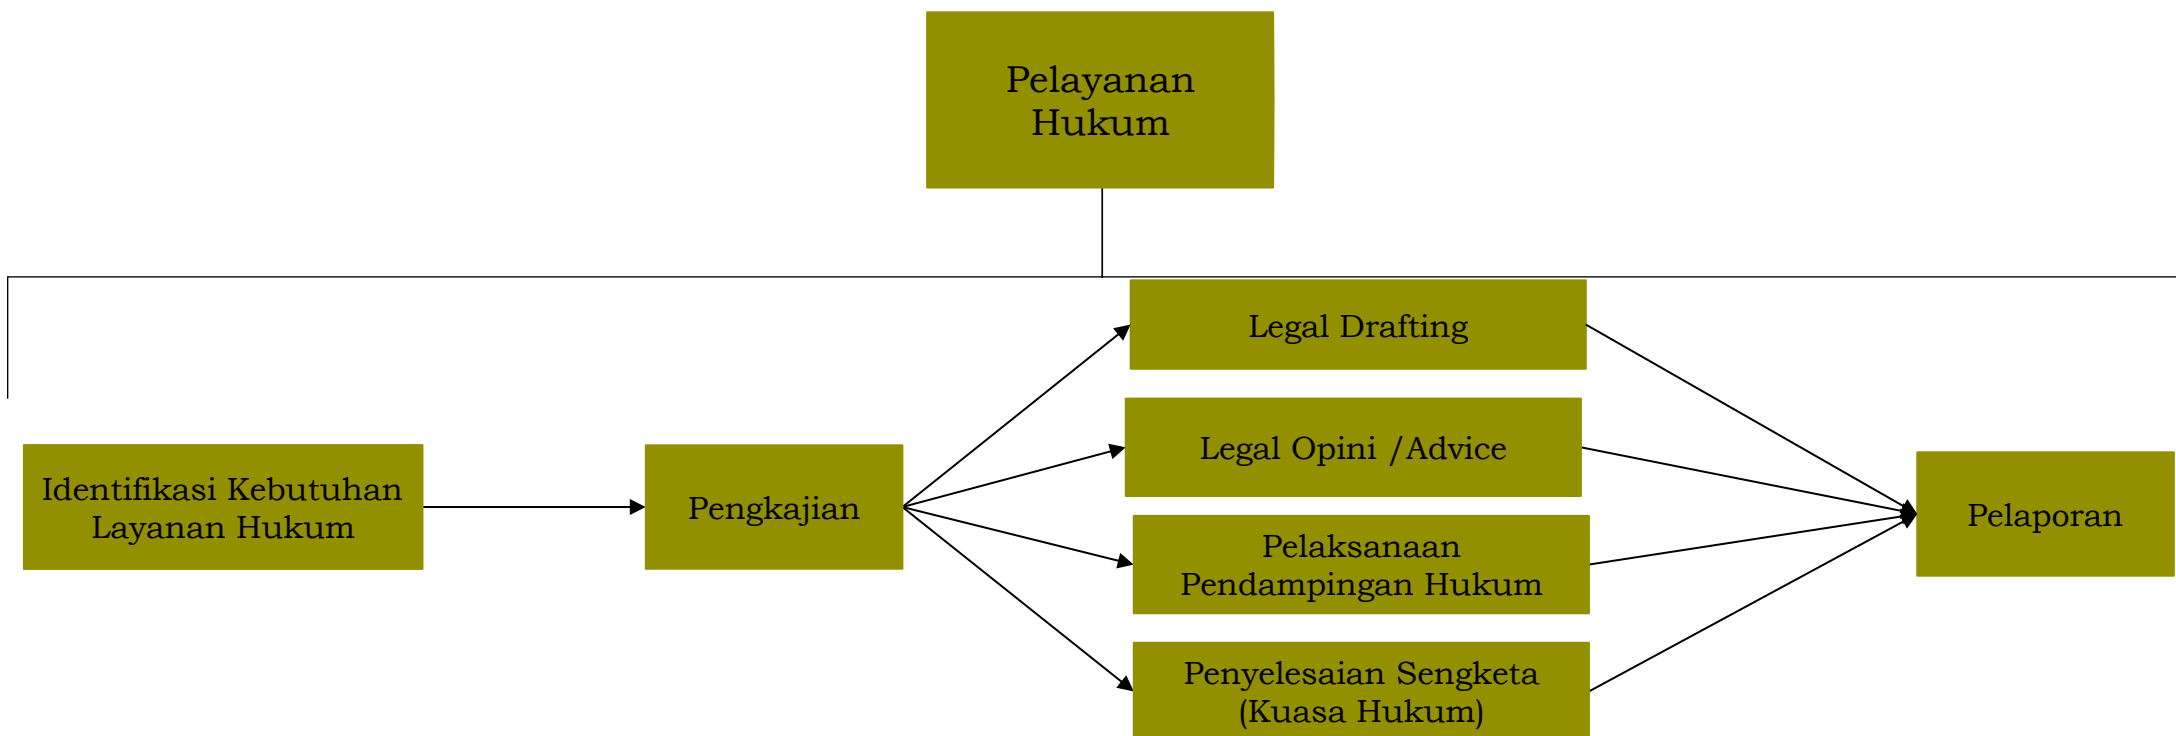 Pelayanan
Hukum
Legal Drafting
Legal Opini /Advice
Identifikasi Kebutuhan
Layanan Hukum
Pengkajian
Pelaksanaan
Pendampingan Hukum
Pelaporan
Penyelesaian Sengketa
(Kuasa Hukum)